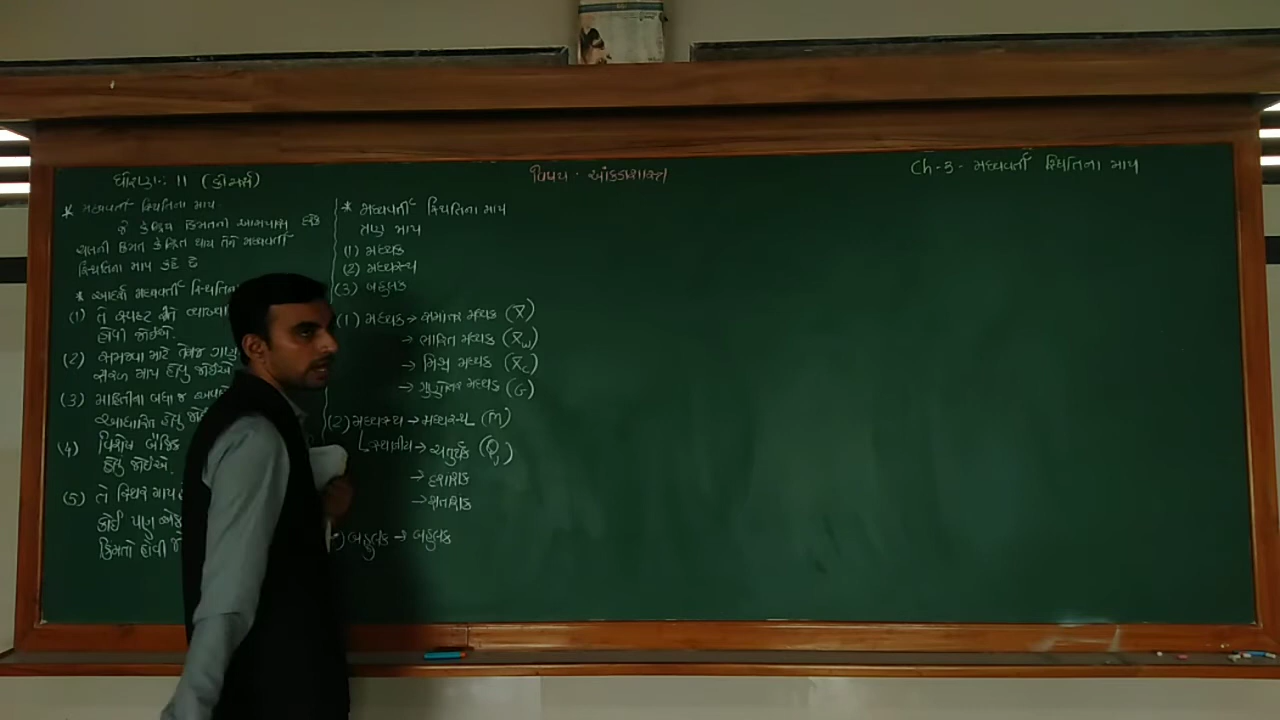 ધોરણ: 11 (કોમર્સ)
વિષય : આંકડાશાસ્ત્ર
Ch-3 - મધ્યવર્તી સ્થિતિના માપ
* મધ્યવર્તી સ્થિતિના માપ
જે કેન્દ્રિય કિંમતની આસપાસ દરેક
ચલની કિંમત કેન્દ્રિત થાય તેને મધ્યવર્તી
સ્થિતિના માપ કહે છે
* આદર્શ મધ્યવર્તી સ્થિતિના
(1) તે સ્પષ્ટ રીતે
હોવી જોઈએ.
(2) સમજવા માટે તેમજ
સરળ માપ હોવુ જોઈએ
(3) માહિતીના બધા જ
આધારિત હોવુ
(4) વિશેષ બૈજિક
હોવુ જોઈએ.
(5) તે સ્થિર માપ
કોઈ પણ
કિંમતો હોવી
* મધ્યવર્તી સ્થિતિના માપ
ત્રણ માપ
(1) મધ્યક
(2) મધ્યસ્થ
(3) બહુલક
(1) મધ્યક → સમાંતર મધ્યક (X̄)
→ ભારિત મધ્યક (X̄w)
→ મિશ્ર મધ્યક (X̄c)
→ ગુણોત્તર મધ્યક (G)
(2) મધ્યસ્થ → મધ્યસ્થ (M)
સ્થાનીય → ચતુર્થક (Qj)
→ દશાંશક
→ શતાંશક
) બહુલક → બહુલક